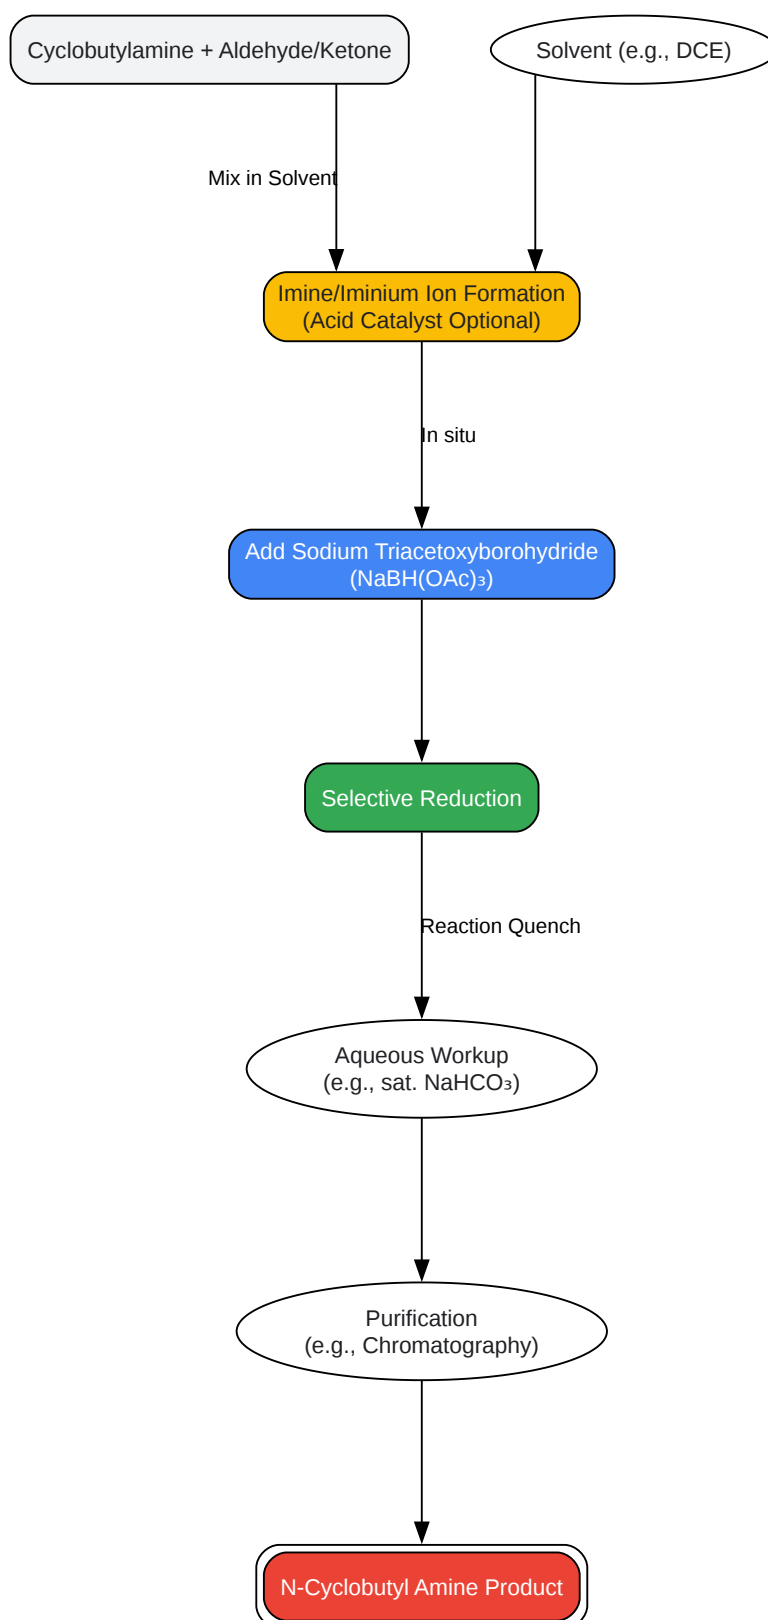 Cyclobutylamine + Aldehyde/Ketone
Solvent (e.g., DCE)
Mix in Solvent
Imine/Iminium Ion Formation
(Acid Catalyst Optional)
In situ
Add Sodium Triacetoxyborohydride
(NaBH(OAc)₃)
Selective Reduction
Reaction Quench
Aqueous Workup
(e.g., sat. NaHCO₃)
Purification
(e.g., Chromatography)
N-Cyclobutyl Amine Product